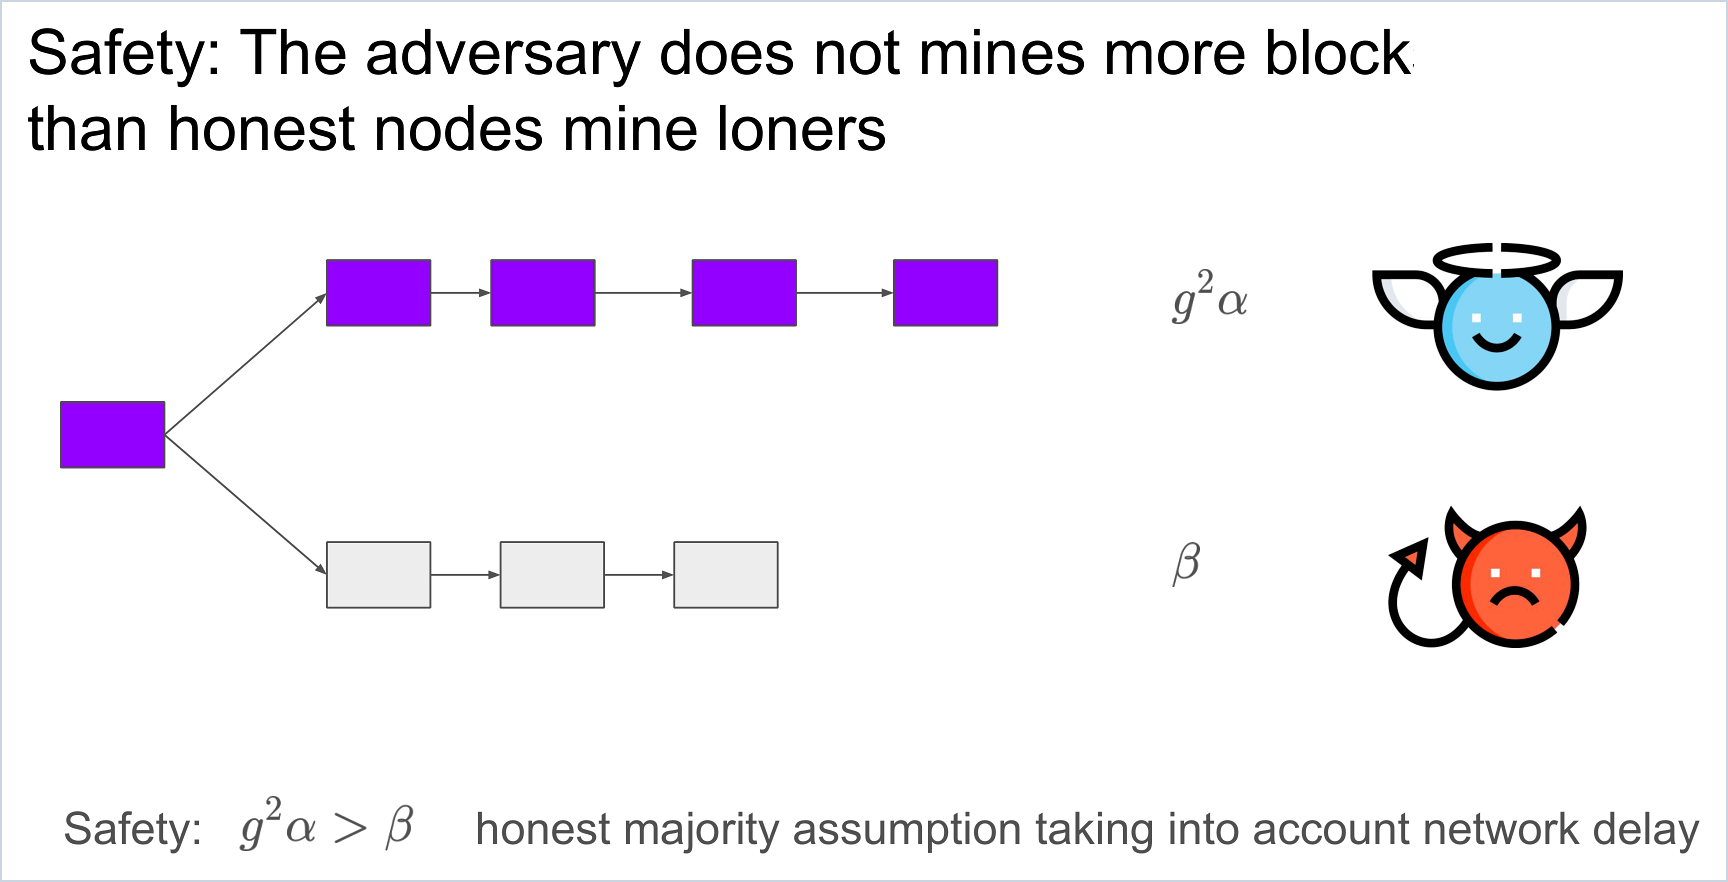 Safety: The adversary does not mines more block
than honest nodes mine loners
g²α
β
Safety: g²α > β honest majority assumption taking into account network delay